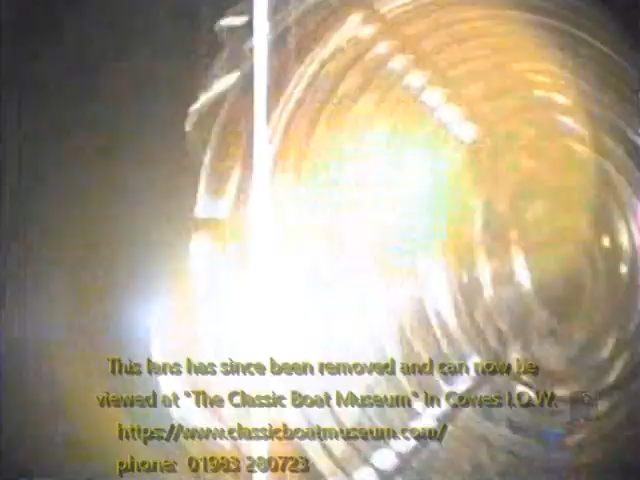 This lens has since been removed and can now be
viewed at "The Classic Boat Museum" In Cowes I.O.W.
https://www.classicboatmuseum.com/
phone: 01983 280723